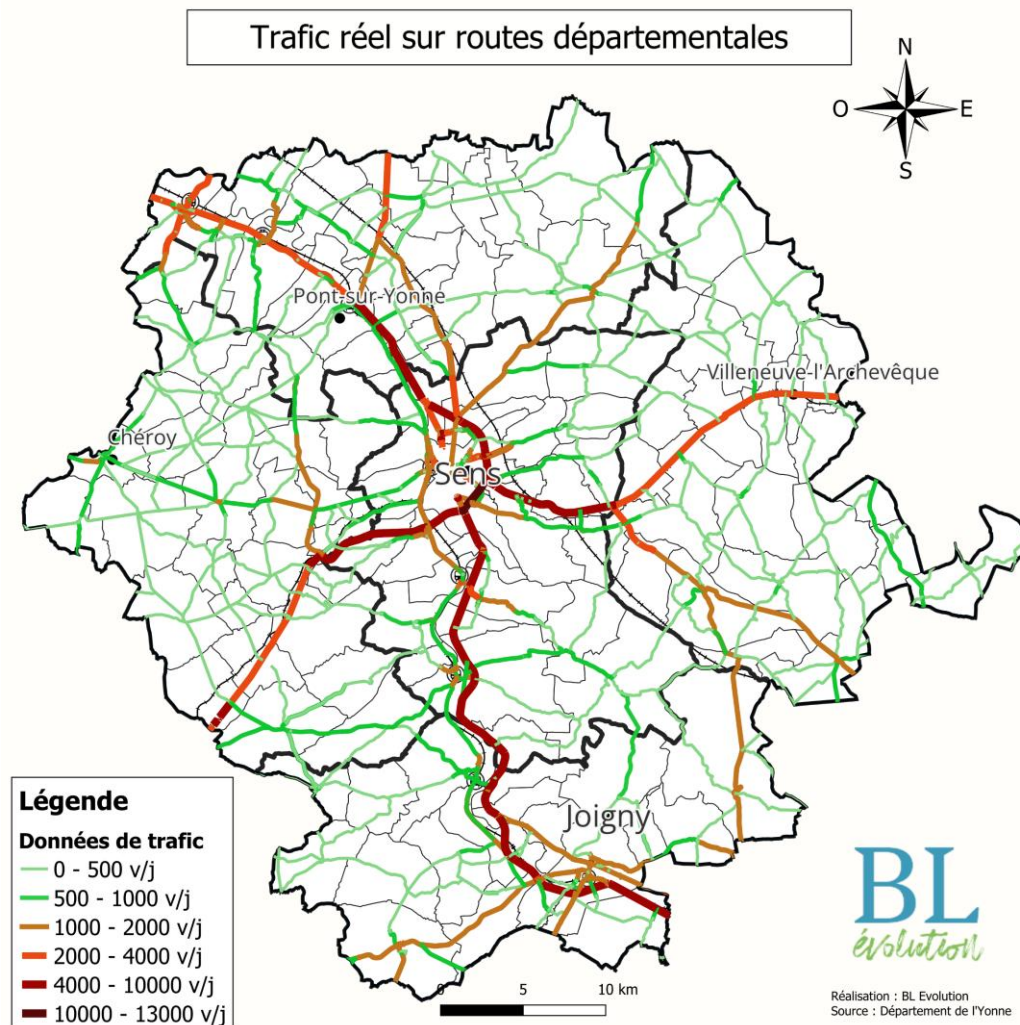 Trafic réel sur routes départementales
N
O
E
S
Pont-sur-Yonne
Villeneuve-l'Archevêque
Chéroy
Sens
Joigny
Légende
Données de trafic
0 - 500 v/j
500 - 1000 v/j
1000 - 2000 v/j
2000 - 4000 v/j
4000 - 10000 v/j
10000 - 13000 v/j
0 5 10 km
BL
évolution
Réalisation : BL Evolution
Source : Département de l'Yonne